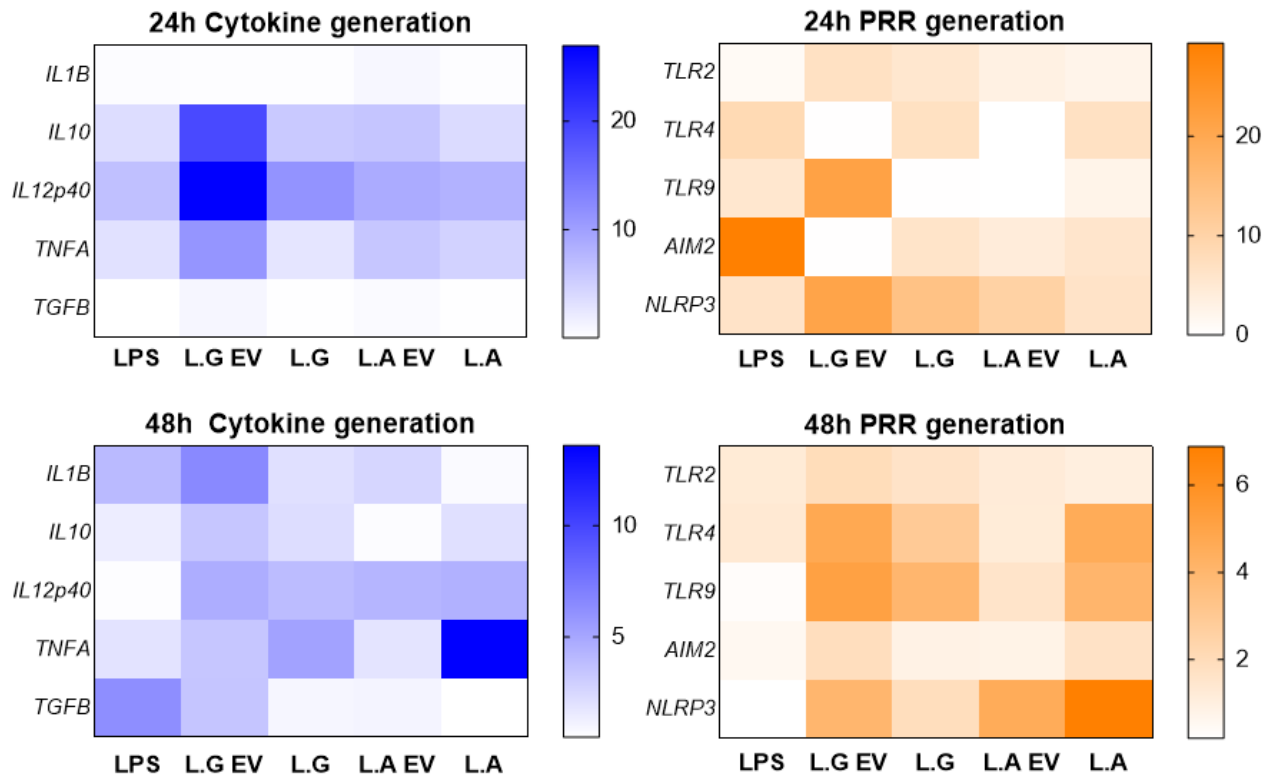 24h Cytokine generation
IL1B
IL10
IL12p40
TNFA
TGFB
20
10
LPS L.G EV L.G L.A EV L.A
24h PRR generation
TLR2
TLR4
TLR9
AIM2
NLRP3
20
10
0
LPS L.G EV L.G L.A EV L.A
48h Cytokine generation
IL1B
IL10
IL12p40
TNFA
TGFB
10
5
LPS L.G EV L.G L.A EV L.A
48h PRR generation
TLR2
TLR4
TLR9
AIM2
NLRP3
6
4
2
LPS L.G EV L.G L.A EV L.A